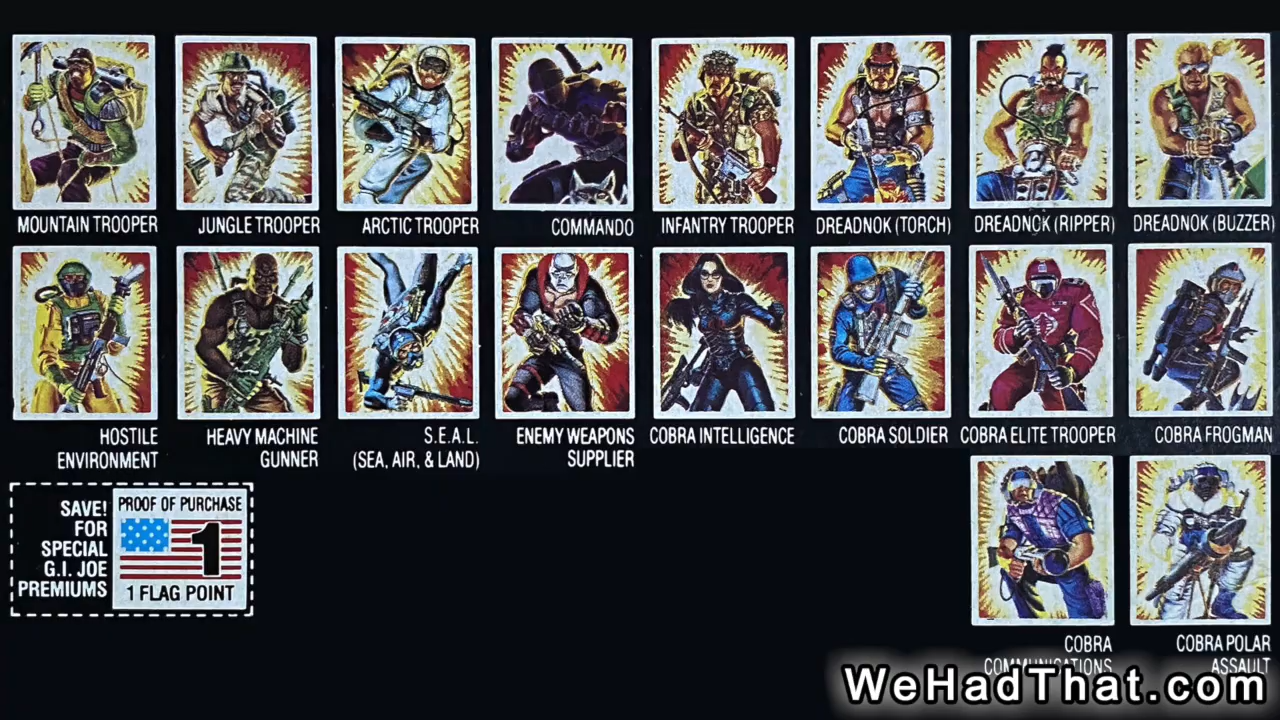 MOUNTAIN TROOPER
JUNGLE TROOPER
ARCTIC TROOPER
COMMANDO
INFANTRY TROOPER
DREADNOK (TORCH)
DREADNOK (RIPPER)
DREADNOK (BUZZER)
HOSTILE
ENVIRONMENT
HEAVY MACHINE
GUNNER
S.E.A.L.
(SEA, AIR, & LAND)
ENEMY WEAPONS
SUPPLIER
COBRA INTELLIGENCE
COBRA SOLDIER
COBRA ELITE TROOPER
COBRA FROGMAN
SAVE!
FOR
SPECIAL
G.I. JOE
PREMIUMS
PROOF OF PURCHASE
1
1 FLAG POINT
COBRA
COMMUNICATIONS
COBRA POLAR
ASSAULT
WeHadThat.com